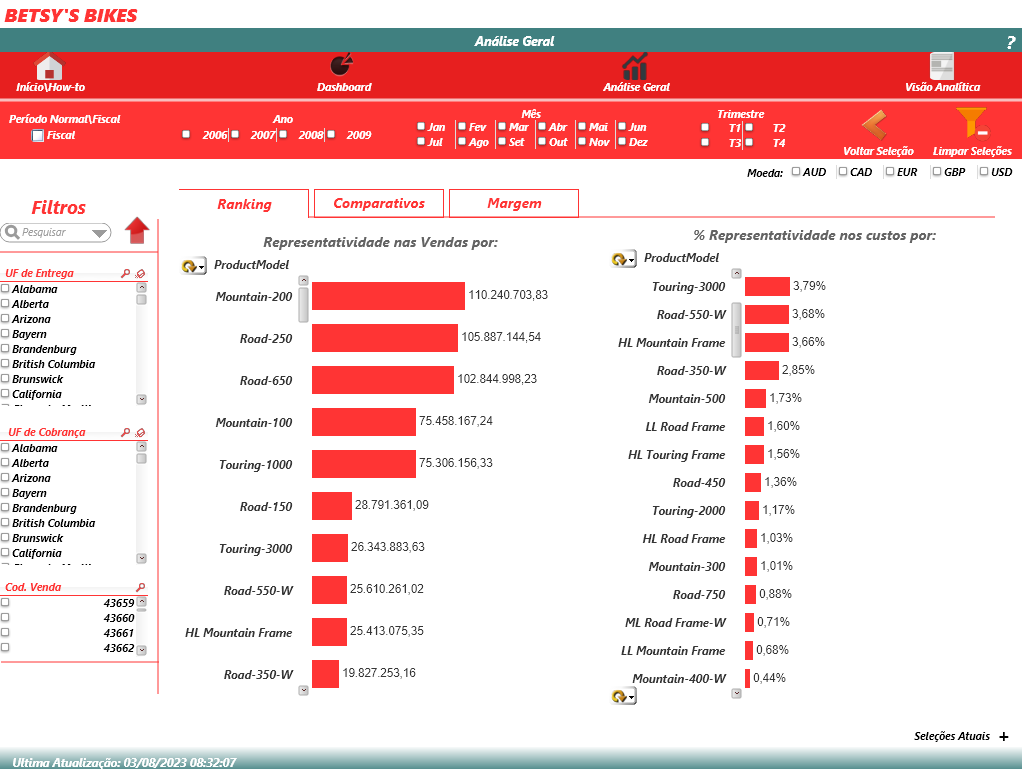 BETSY'S BIKES
Análise Geral
?
Início\How-to
Dashboard
Análise Geral
Visão Analítica
Período Normal\Fiscal
Fiscal
Ano
2006 2007 2008 2009
Mês
Jan Fev Mar Abr Mai Jun
Jul Ago Set Out Nov Dez
Trimestre
T1 T2
T3 T4
Voltar Seleção
Limpar Seleções
Moeda: AUD CAD EUR GBP USD
Filtros
Pesquisar
UF de Entrega
Alabama
Alberta
Arizona
Bayern
Brandenburg
British Columbia
Brunswick
California
UF de Cobrança
Alabama
Alberta
Arizona
Bayern
Brandenburg
British Columbia
Brunswick
California
Cod. Venda
43659
43660
43661
43662
Ranking
Comparativos
Margem
Representatividade nas Vendas por:
ProductModel
Mountain-200 110.240.703,83
Road-250 105.887.144,54
Road-650 102.844.998,23
Mountain-100 75.458.167,24
Touring-1000 75.306.156,33
Road-150 28.791.361,09
Touring-3000 26.343.883,63
Road-550-W 25.610.261,02
HL Mountain Frame 25.413.075,35
Road-350-W 19.827.253,16
% Representatividade nos custos por:
ProductModel
Touring-3000 3,79%
Road-550-W 3,68%
HL Mountain Frame 3,66%
Road-350-W 2,85%
Mountain-500 1,73%
LL Road Frame 1,60%
HL Touring Frame 1,56%
Road-450 1,36%
Touring-2000 1,17%
HL Road Frame 1,03%
Mountain-300 1,01%
Road-750 0,88%
ML Road Frame-W 0,71%
LL Mountain Frame 0,68%
Mountain-400-W 0,44%
Seleções Atuais +
Ultima Atualização: 03/08/2023 08:32:07